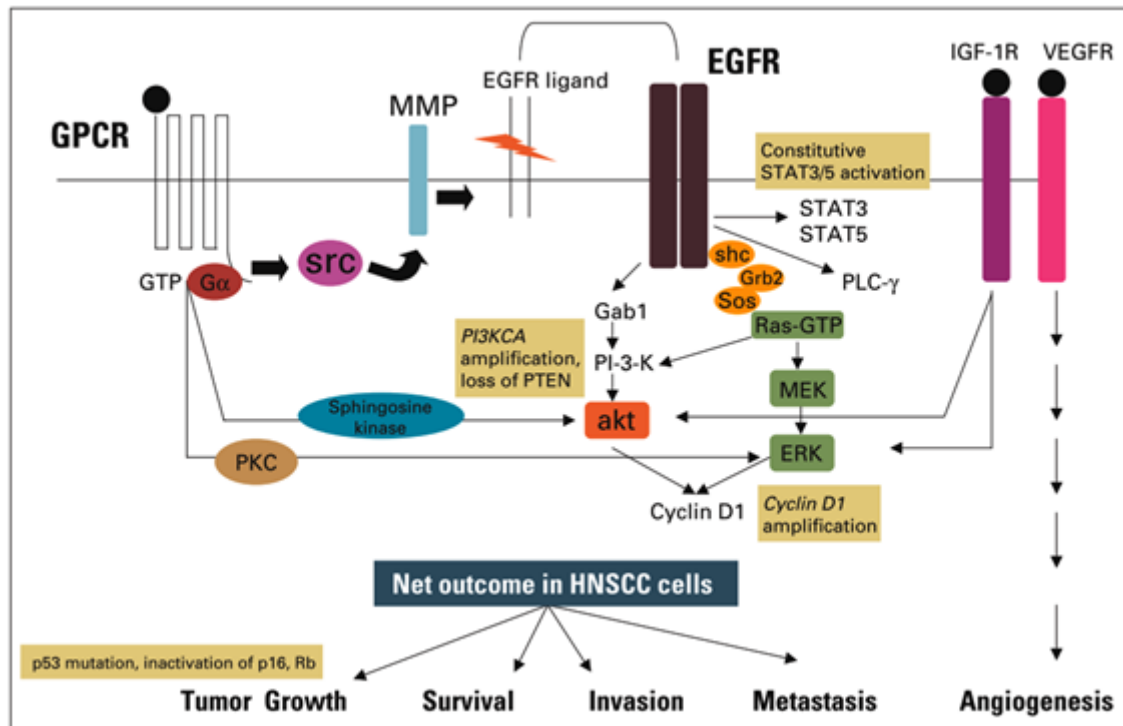 IGF-1R VEGFR
EGFR
EGFR ligand
MMP
GPCR
Constitutive
STAT3/5 activation
STAT3
STAT5
shc
Grb2
Sos
PLC-γ
GTP
Gα
src
Gab1
Ras-GTP
PI3KCA
amplification,
loss of PTEN
PI-3-K
MEK
Sphingosine
kinase
akt
ERK
PKC
Cyclin D1
Cyclin D1
amplification
Net outcome in HNSCC cells
p53 mutation, inactivation of p16, Rb
Tumor Growth Survival Invasion Metastasis Angiogenesis